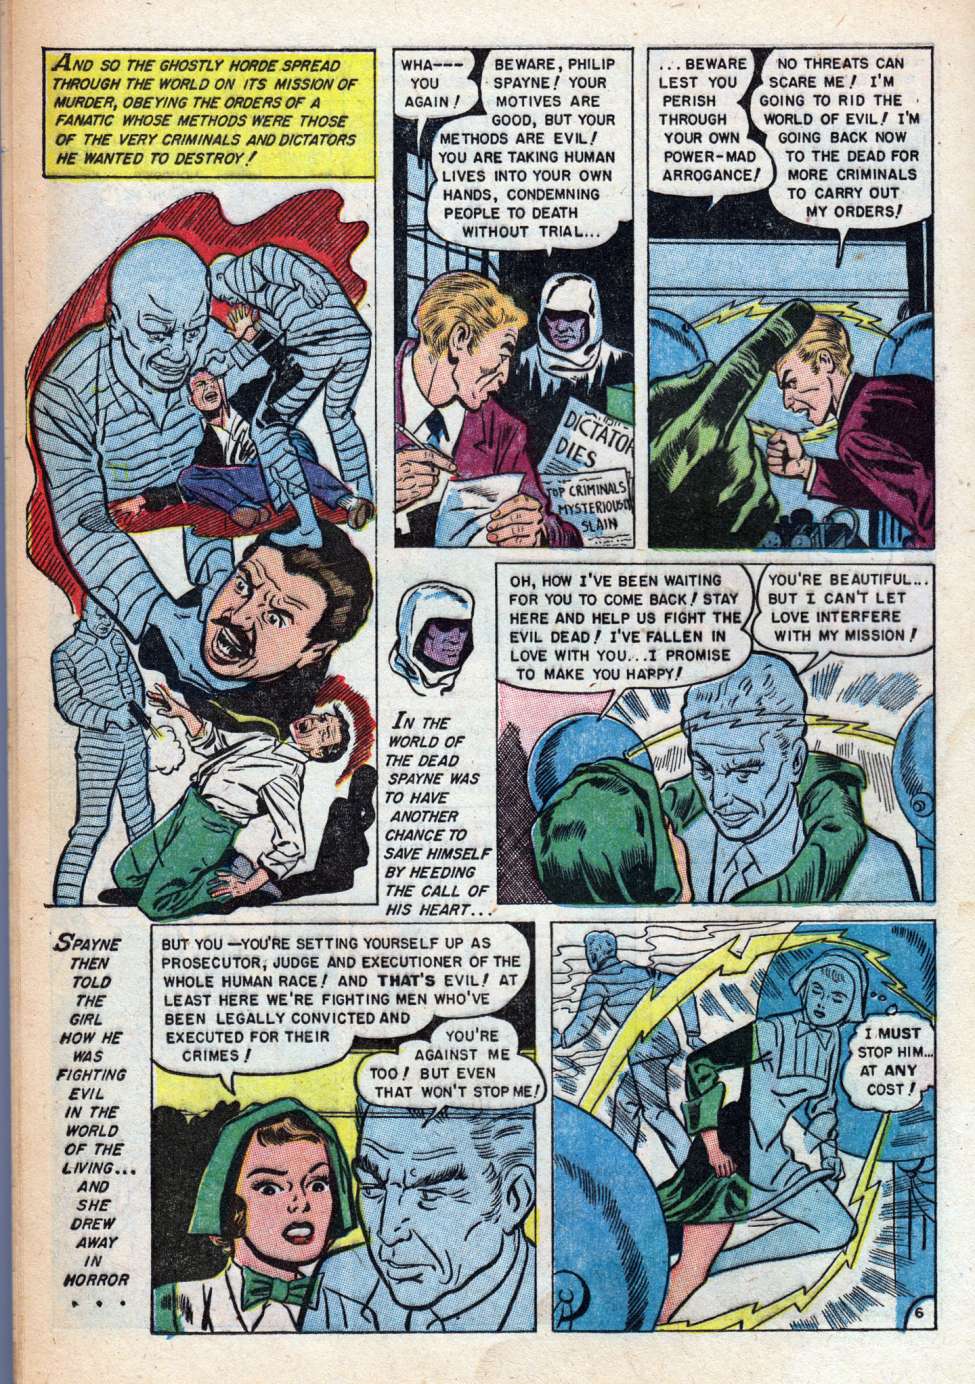 AND SO THE GHOSTLY HORDE SPREAD
THROUGH THE WORLD ON ITS MISSION OF
MURDER, OBEYING THE ORDERS OF A
FANATIC WHOSE METHODS WERE THOSE
OF THE VERY CRIMINALS AND DICTATORS
HE WANTED TO DESTROY!
WHA---
YOU
AGAIN!
BEWARE, PHILIP
SPAYNE! YOUR
MOTIVES ARE
GOOD, BUT YOUR
METHODS ARE EVIL!
YOU ARE TAKING HUMAN
LIVES INTO YOUR OWN
HANDS, CONDEMNING
PEOPLE TO DEATH
WITHOUT TRIAL...
DICTATOR
DIES
TOP CRIMINALS
MYSTERIOUSLY
SLAIN
...BEWARE
LEST YOU
PERISH
THROUGH
YOUR OWN
POWER-MAD
ARROGANCE!
NO THREATS CAN
SCARE ME! I'M
GOING TO RID THE
WORLD OF EVIL! I'M
GOING BACK NOW
TO THE DEAD FOR
MORE CRIMINALS
TO CARRY OUT
MY ORDERS!
IN THE
WORLD OF
THE DEAD
SPAYNE WAS
TO HAVE
ANOTHER
CHANCE TO
SAVE HIMSELF
BY HEEDING
THE CALL OF
HIS HEART...
OH, HOW I'VE BEEN WAITING
FOR YOU TO COME BACK! STAY
HERE AND HELP US FIGHT THE
EVIL DEAD! I'VE FALLEN IN
LOVE WITH YOU...I PROMISE
TO MAKE YOU HAPPY!
YOU'RE BEAUTIFUL...
BUT I CAN'T LET
LOVE INTERFERE
WITH MY MISSION!
SPAYNE
THEN
TOLD
THE
GIRL
HOW HE
WAS
FIGHTING
EVIL
IN THE
WORLD
OF THE
LIVING...
AND
SHE
DREW
AWAY
IN
HORROR
...
BUT YOU—YOU'RE SETTING YOURSELF UP AS
PROSECUTOR, JUDGE AND EXECUTIONER OF THE
WHOLE HUMAN RACE! AND THAT'S EVIL! AT
LEAST HERE WE'RE FIGHTING MEN WHO'VE
BEEN LEGALLY CONVICTED AND
EXECUTED FOR THEIR
CRIMES!
YOU'RE
AGAINST ME
TOO! BUT EVEN
THAT WON'T STOP ME!
I MUST
STOP HIM...
AT ANY
COST!
6